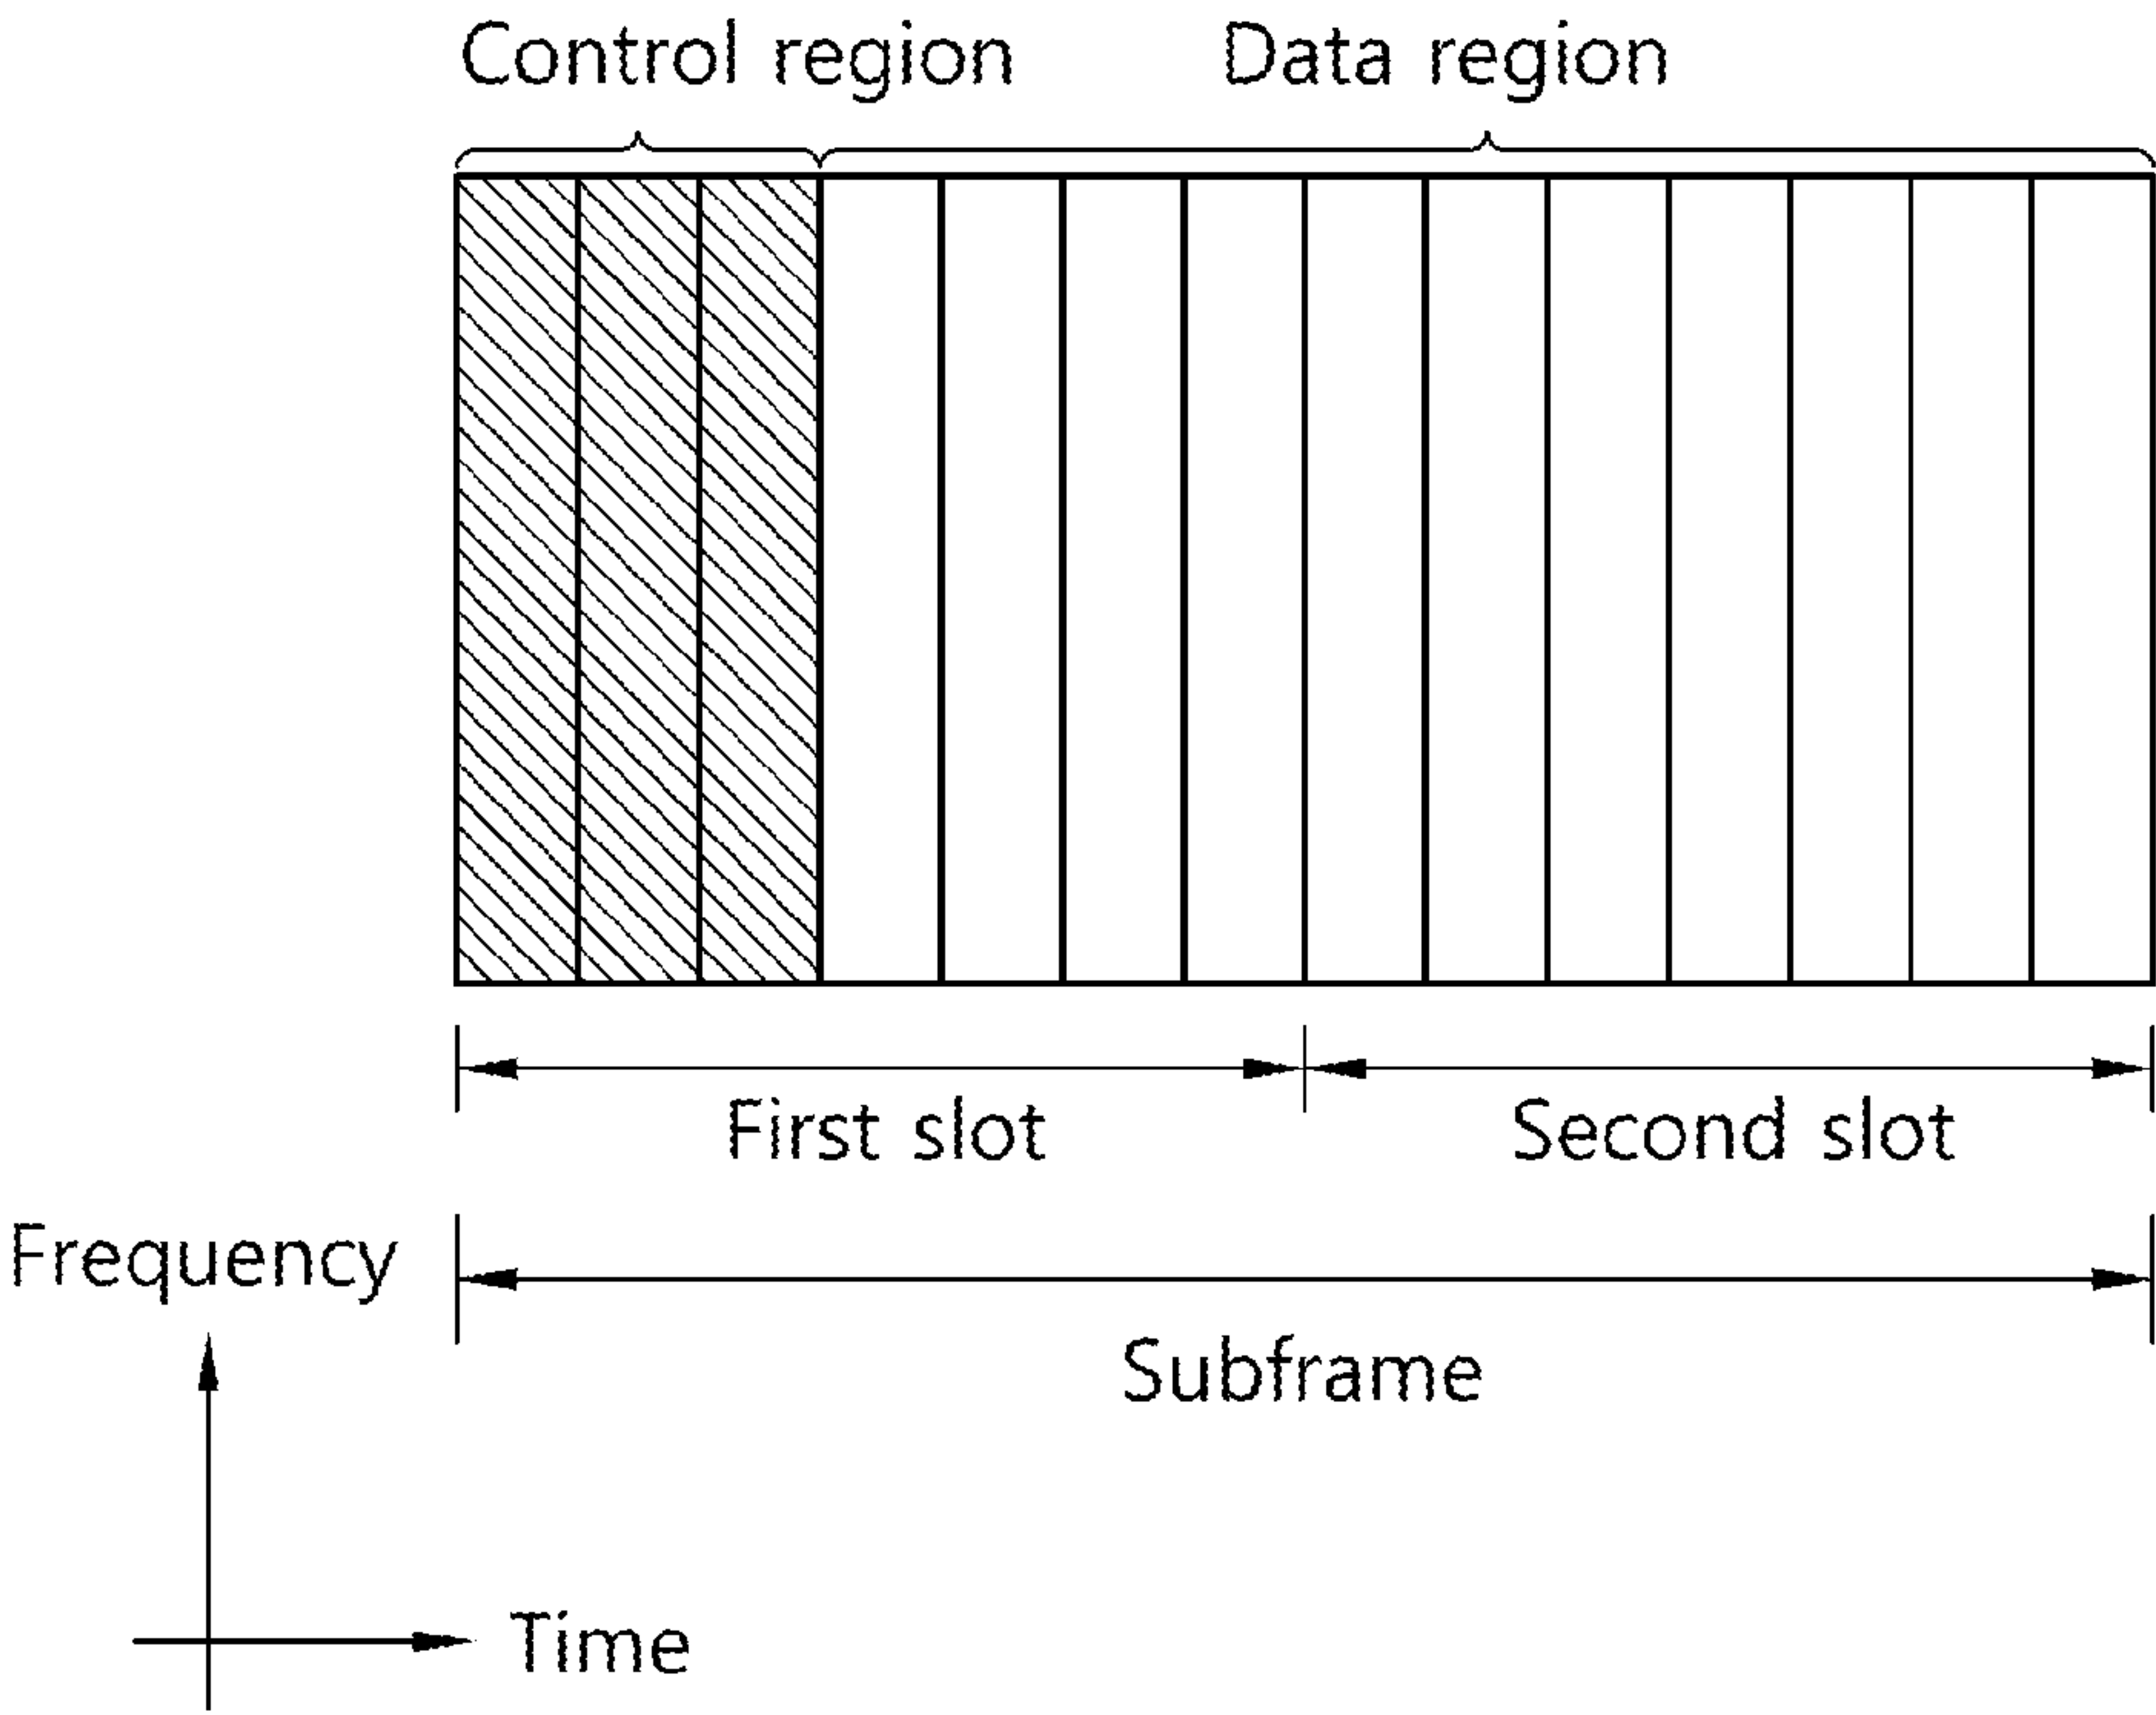 Control region
Data region
First slot
Second slot
Frequency
Subframe
Time